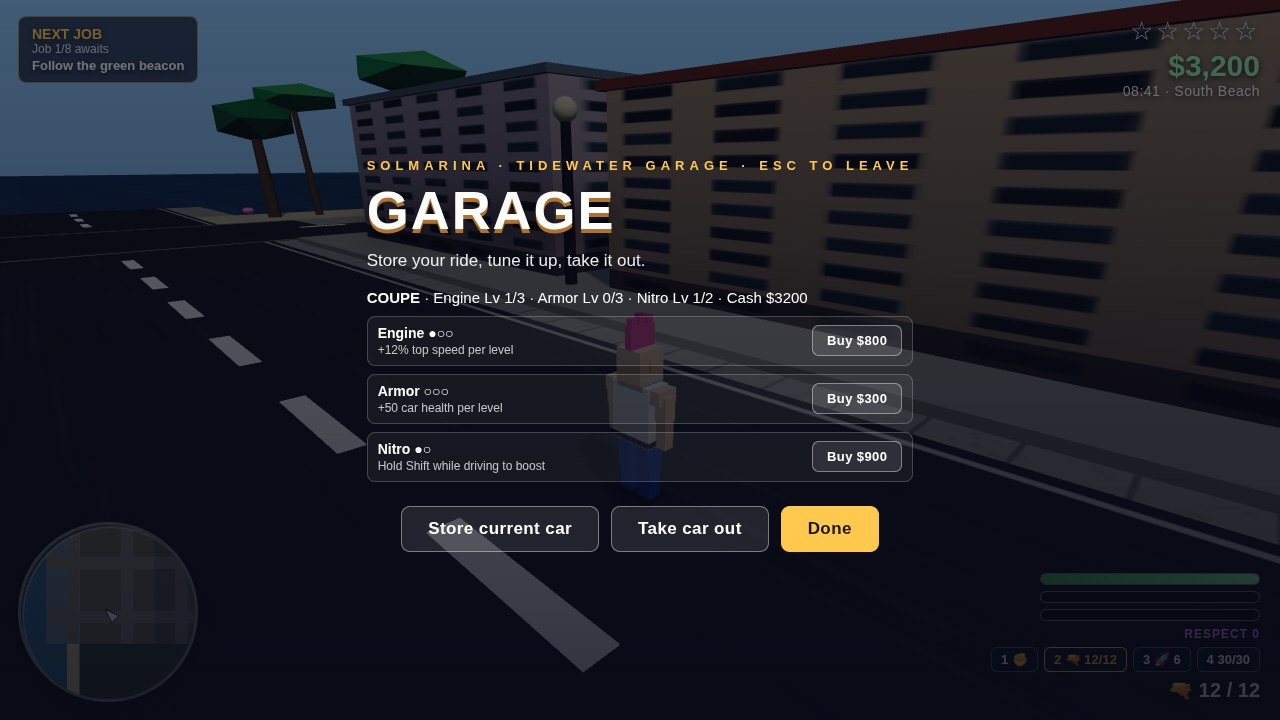 NEXT JOB
Job 1/8 awaits
Follow the green beacon
☆☆☆☆☆
$3,200
08:41 · South Beach
SOLMARINA · TIDEWATER GARAGE · ESC TO LEAVE
GARAGE
Store your ride, tune it up, take it out.
COUPE · Engine Lv 1/3 · Armor Lv 0/3 · Nitro Lv 1/2 · Cash $3200
Engine ●○○
+12% top speed per level
Buy $800
Armor ○○○
+50 car health per level
Buy $300
Nitro ●○
Hold Shift while driving to boost
Buy $900
Store current car
Take car out
Done
RESPECT 0
1 ✊ 2 🔫 12/12 3 🚀 6 4 30/30
🔫 12 / 12